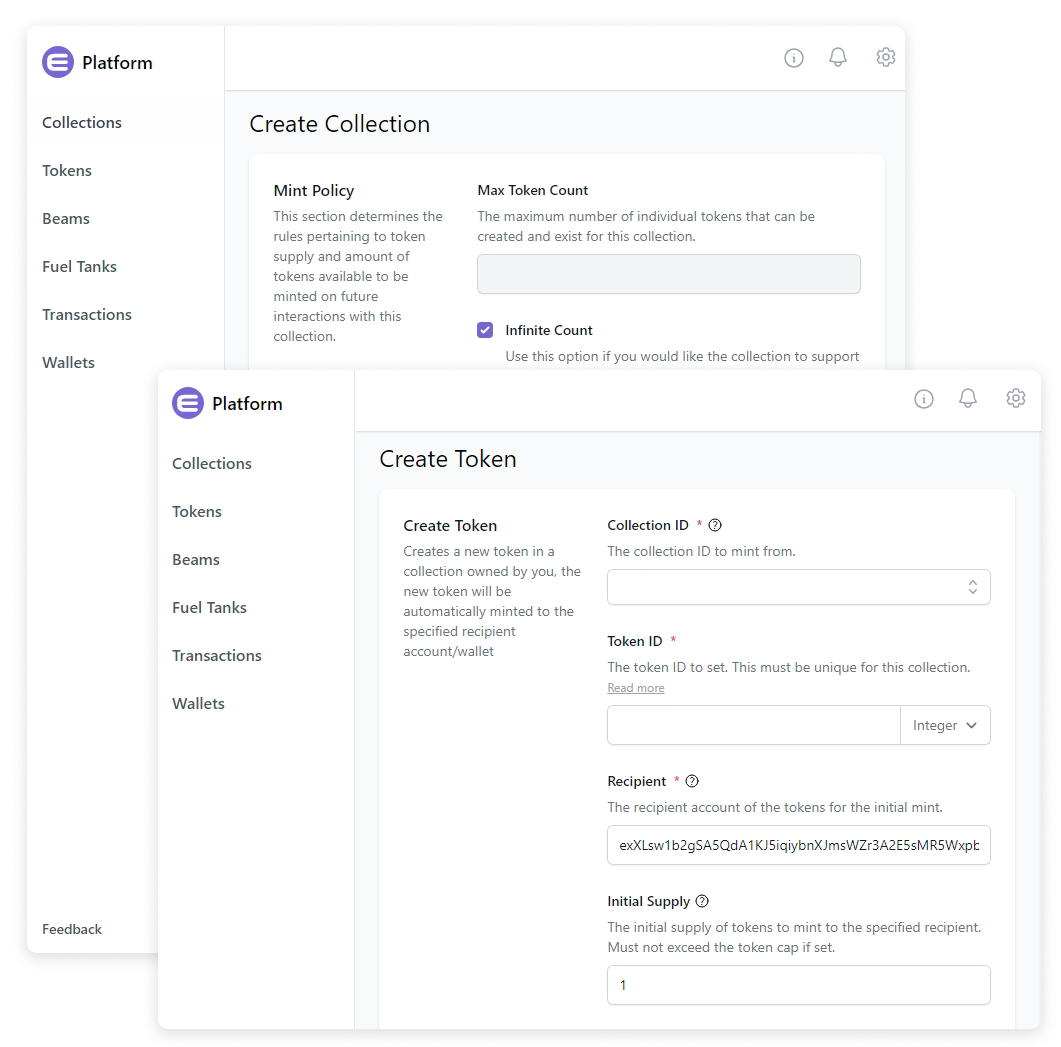 Platform
Collections
Tokens
Beams
Fuel Tanks
Transactions
Wallets
Feedback
Create Collection
Mint Policy
This section determines the
rules pertaining to token
supply and amount of
tokens available to be
minted on future
interactions with this
collection.
Max Token Count
The maximum number of individual tokens that can be
created and exist for this collection.
Infinite Count
Use this option if you would like the collection to support
Platform
Collections
Tokens
Beams
Fuel Tanks
Transactions
Wallets
Create Token
Create Token
Creates a new token in a
collection owned by you, the
new token will be
automatically minted to the
specified recipient
account/wallet
Collection ID *
The collection ID to mint from.
Token ID *
The token ID to set. This must be unique for this collection.
Read more
Integer
Recipient *
The recipient account of the tokens for the initial mint.
exXLsw1b2gSA5QdA1KJ5iqiybnXJmsWZr3A2E5sMR5Wxpb
Initial Supply
The initial supply of tokens to mint to the specified recipient.
Must not exceed the token cap if set.
1